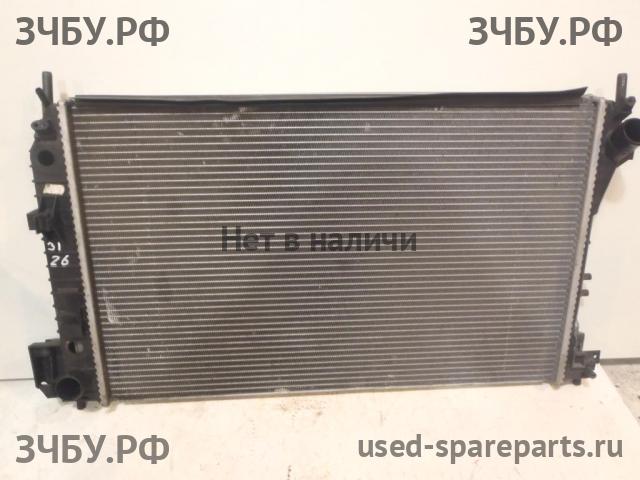 ЗЧБУ.РФ ЗЧБУ.РФ
Нет в наличи
31
26
ЗЧБУ.РФ used-spareparts.ru